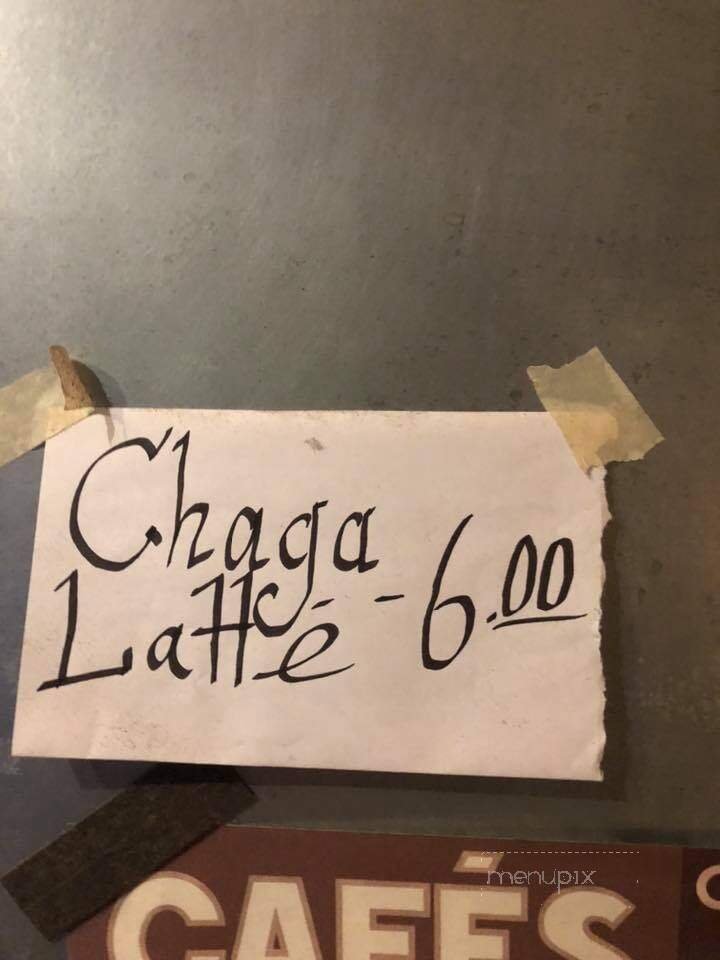 Chaga
Latté - 6.00
menupix
CAFÉS